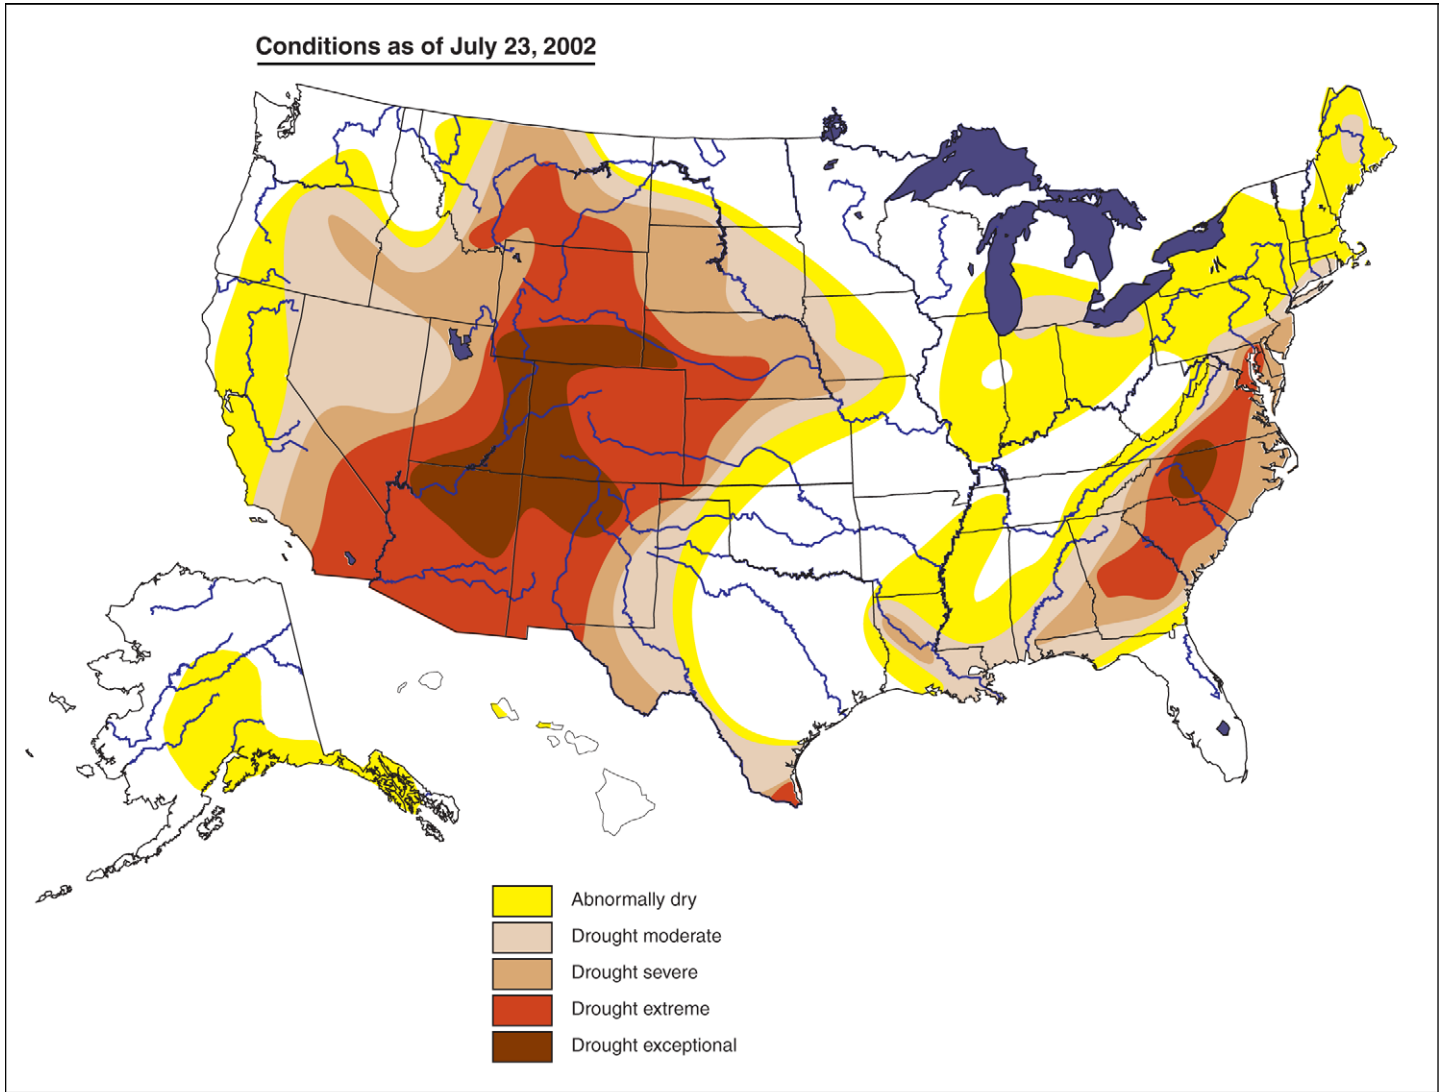 Conditions as of July 23, 2002
Abnormally dry
Drought moderate
Drought severe
Drought extreme
Drought exceptional